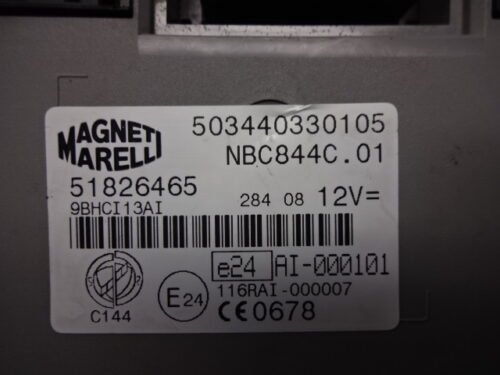 MAGNETI
MARELLI
503440330105
NBC844C.01
51826465
9BHCI13AI
284 08 12V=
e24 AI-000101
E24
116RAI-000007
CE0678
C144